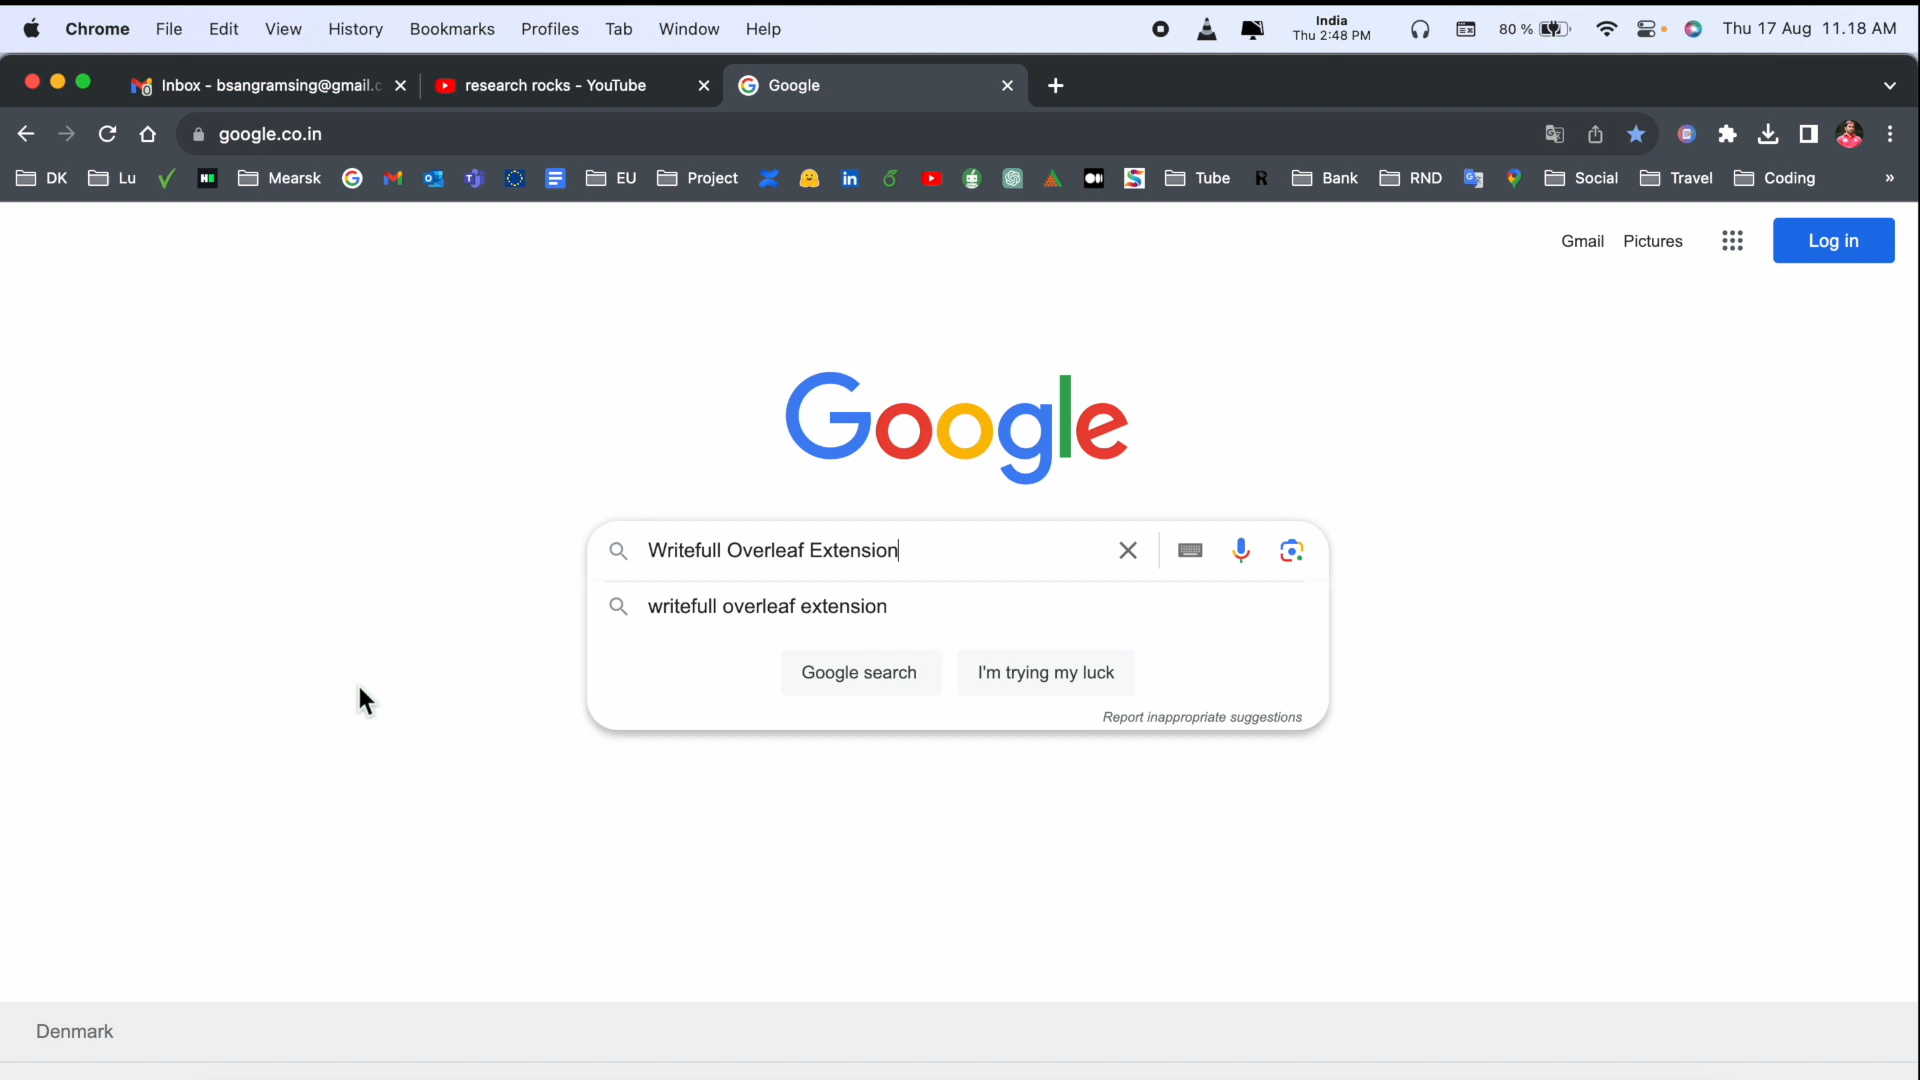 Chrome File Edit View History Bookmarks Profiles Tab Window Help
India
Thu 2:48 PM
80 %
Thu 17 Aug 11.18 AM
Inbox - bsangramsing@gmail.c
research rocks - YouTube
Google
google.co.in
DK Lu Mearsk EU Project Tube R Bank RND Social Travel Coding »
Gmail Pictures Log in
Google
Writefull Overleaf Extension
writefull overleaf extension
Google search I'm trying my luck
Report inappropriate suggestions
Denmark